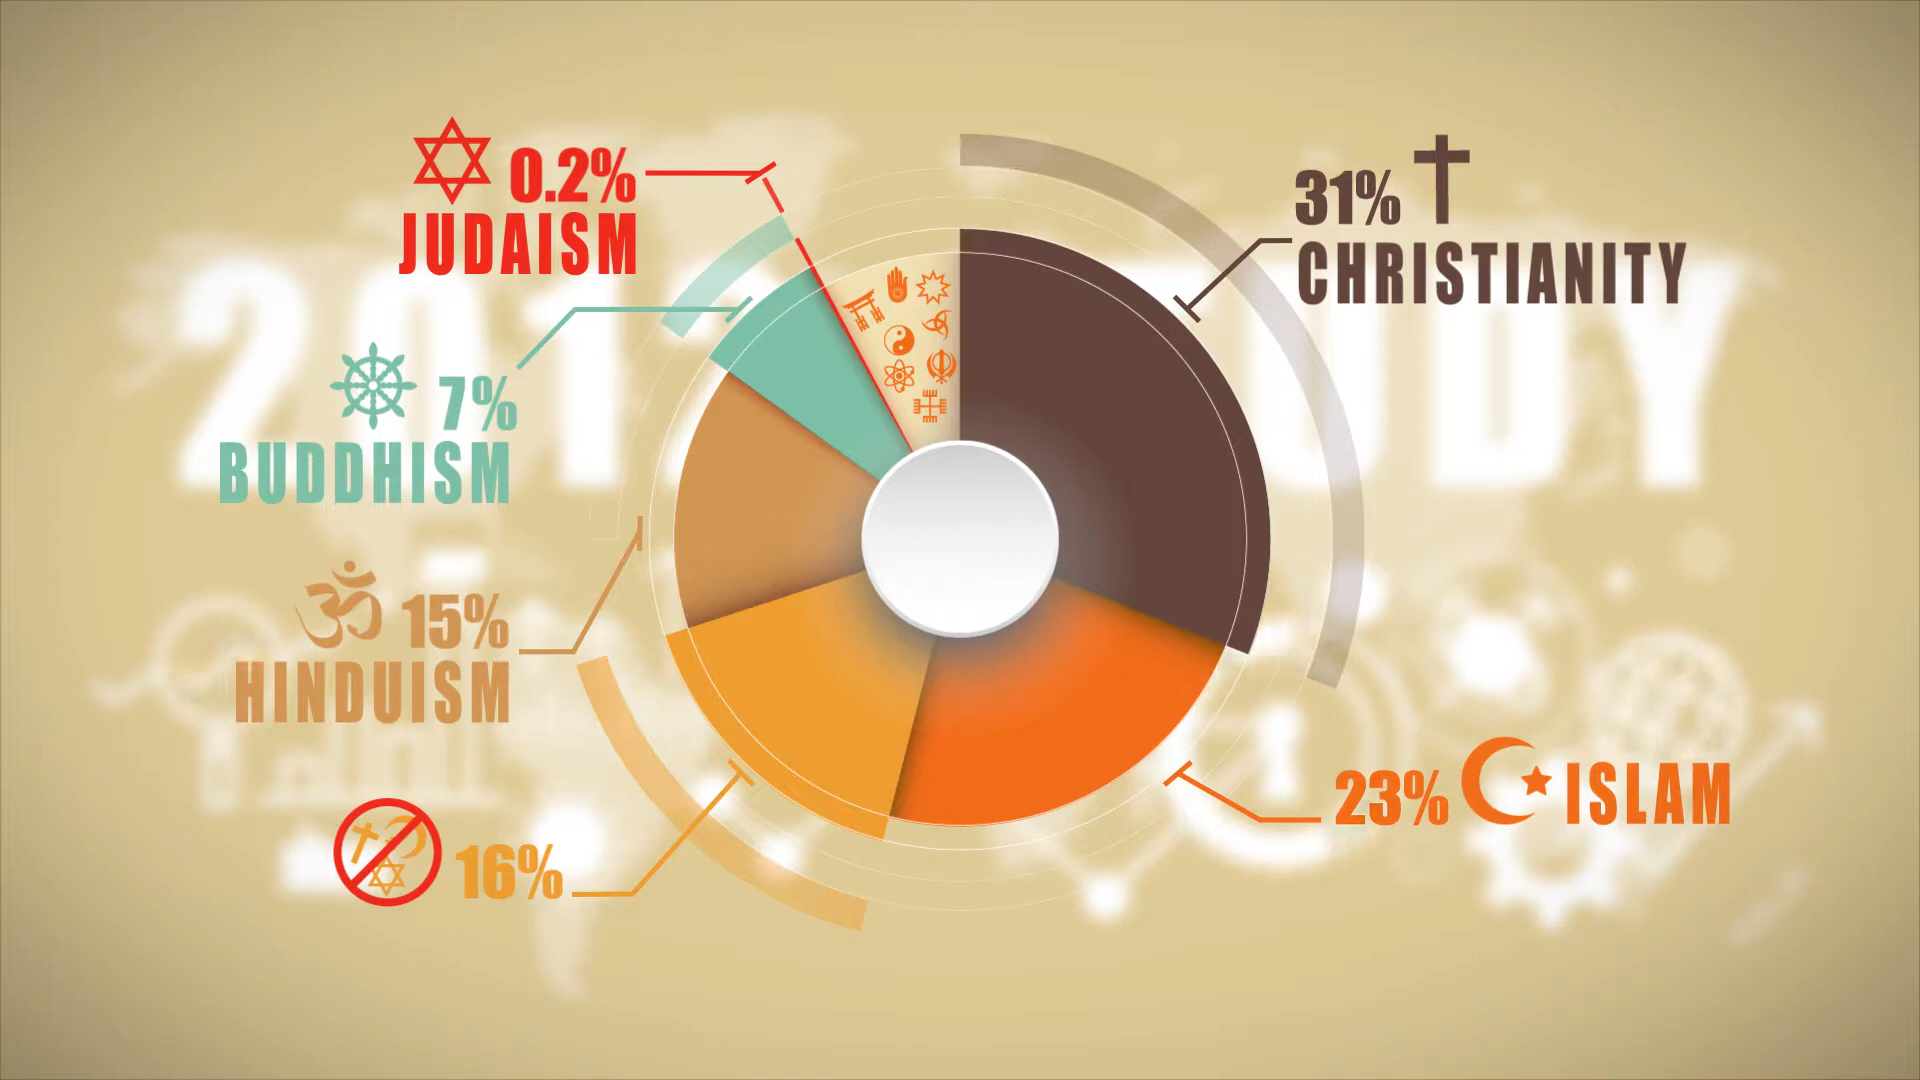 0.2%
JUDAISM
31%
CHRISTIANITY
7%
BUDDHISM
15%
HINDUISM
23% ISLAM
16%